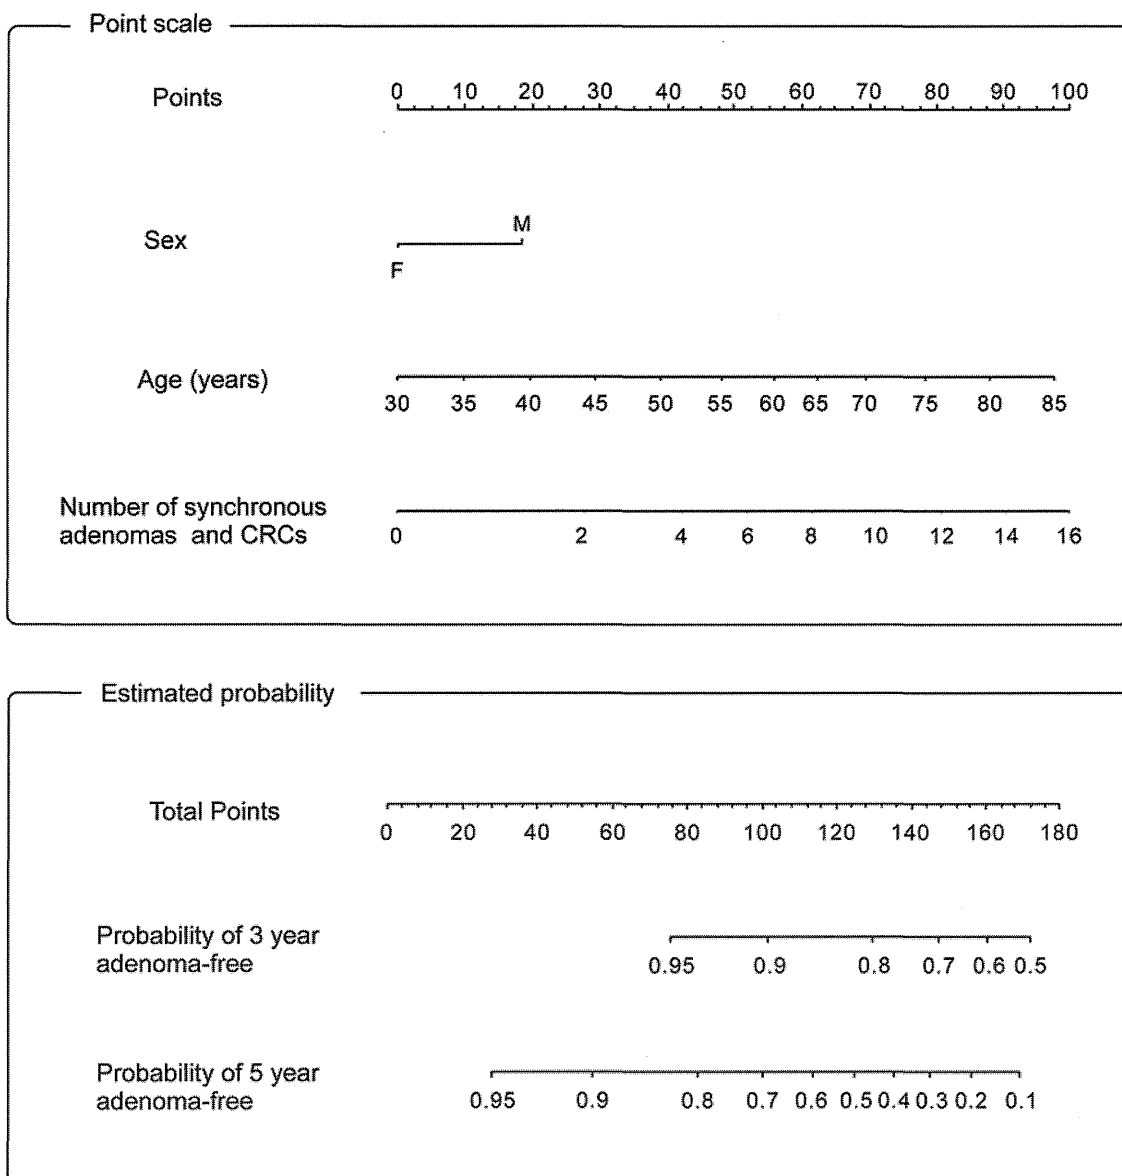 Point scale
Points
0 10 20 30 40 50 60 70 80 90 100
M
Sex
F
Age (years)
30 35 40 45 50 55 60 65 70 75 80 85
Number of synchronous
adenomas and CRCs
0 2 4 6 8 10 12 14 16
Estimated probability
Total Points
0 20 40 60 80 100 120 140 160 180
Probability of 3 year
adenoma-free
0.95 0.9 0.8 0.7 0.6 0.5
Probability of 5 year
adenoma-free
0.95 0.9 0.8 0.7 0.6 0.5 0.4 0.3 0.2 0.1